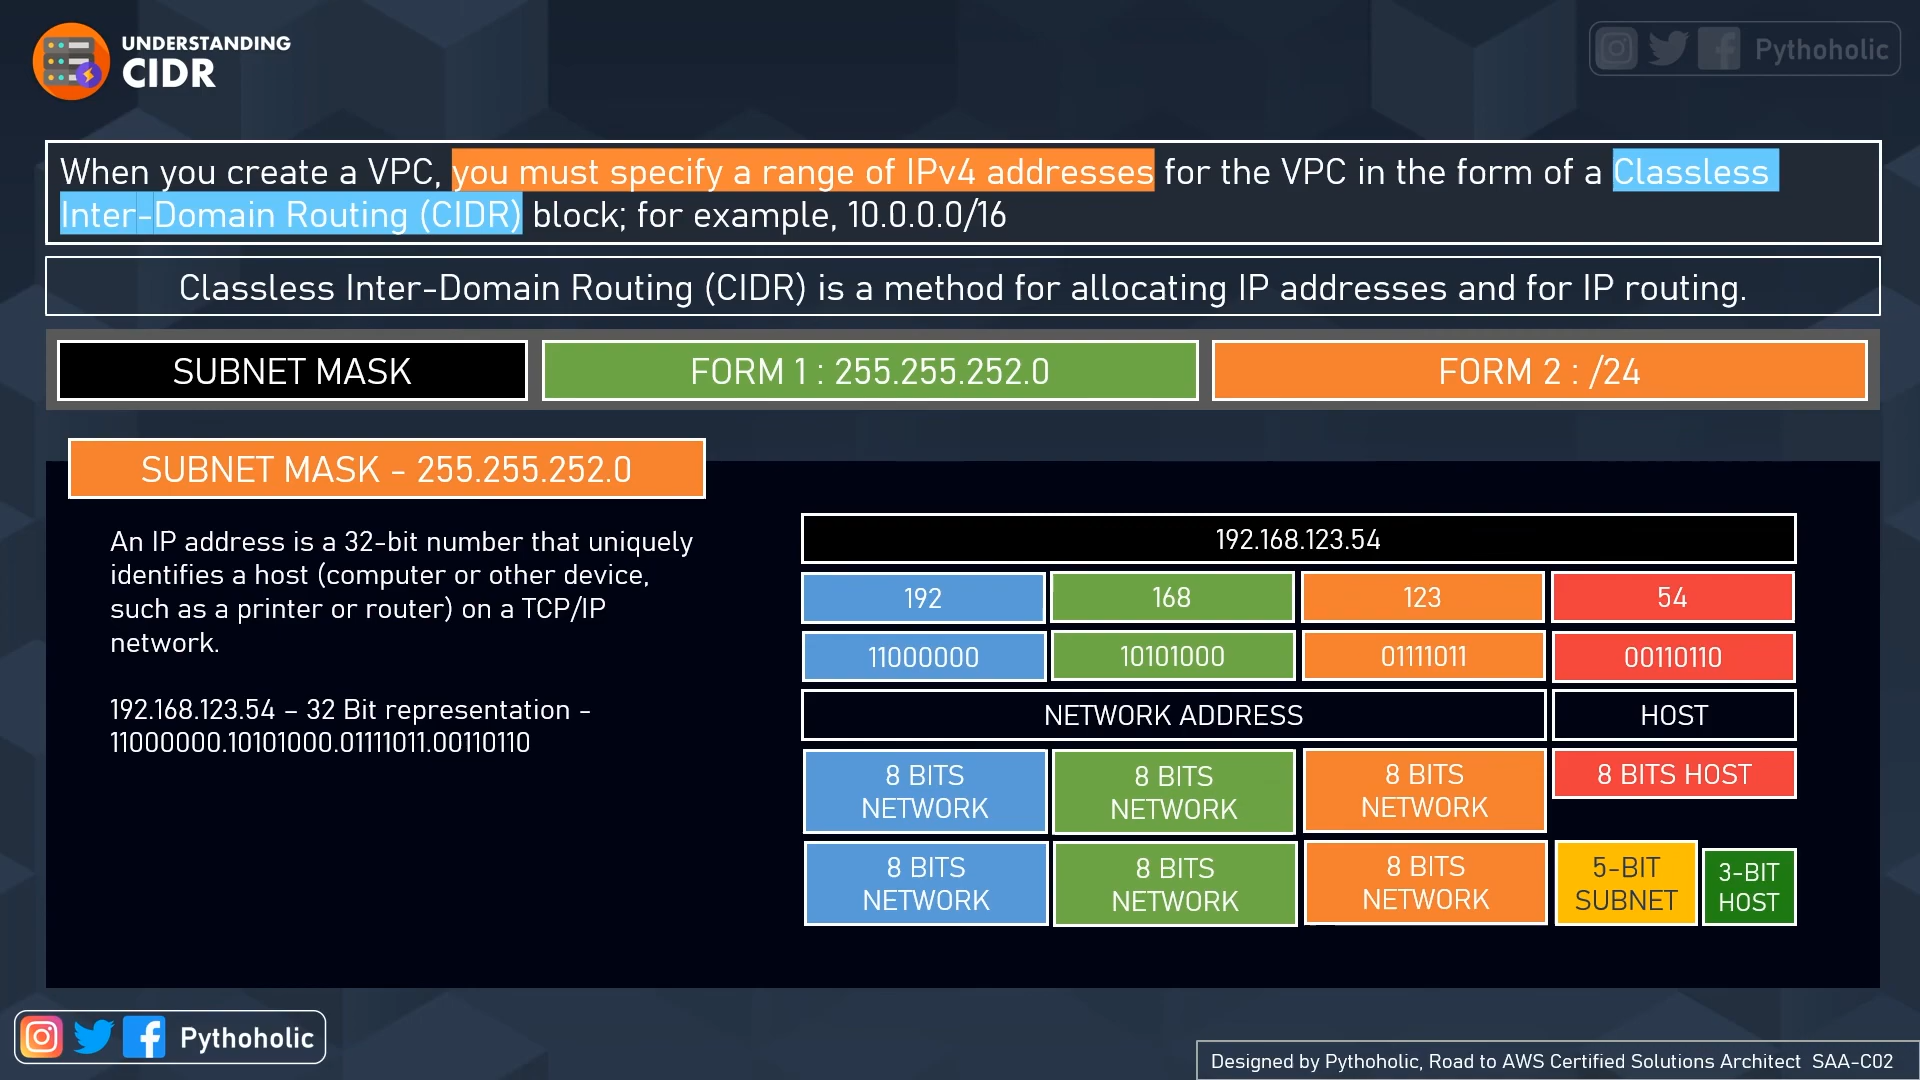 UNDERSTANDING
CIDR
Pythoholic
When you create a VPC, you must specify a range of IPv4 addresses for the VPC in the form of a Classless
Inter-Domain Routing (CIDR) block; for example, 10.0.0.0/16
Classless Inter-Domain Routing (CIDR) is a method for allocating IP addresses and for IP routing.
SUBNET MASK
FORM 1 : 255.255.252.0
FORM 2 : /24
SUBNET MASK - 255.255.252.0
An IP address is a 32-bit number that uniquely
identifies a host (computer or other device,
such as a printer or router) on a TCP/IP
network.
192.168.123.54 – 32 Bit representation -
11000000.10101000.01111011.00110110
192.168.123.54
192
168
123
54
11000000
10101000
01111011
00110110
NETWORK ADDRESS
HOST
8 BITS
NETWORK
8 BITS
NETWORK
8 BITS
NETWORK
8 BITS HOST
8 BITS
NETWORK
8 BITS
NETWORK
8 BITS
NETWORK
5-BIT
SUBNET
3-BIT
HOST
Pythoholic
Designed by Pythoholic, Road to AWS Certified Solutions Architect SAA-C02